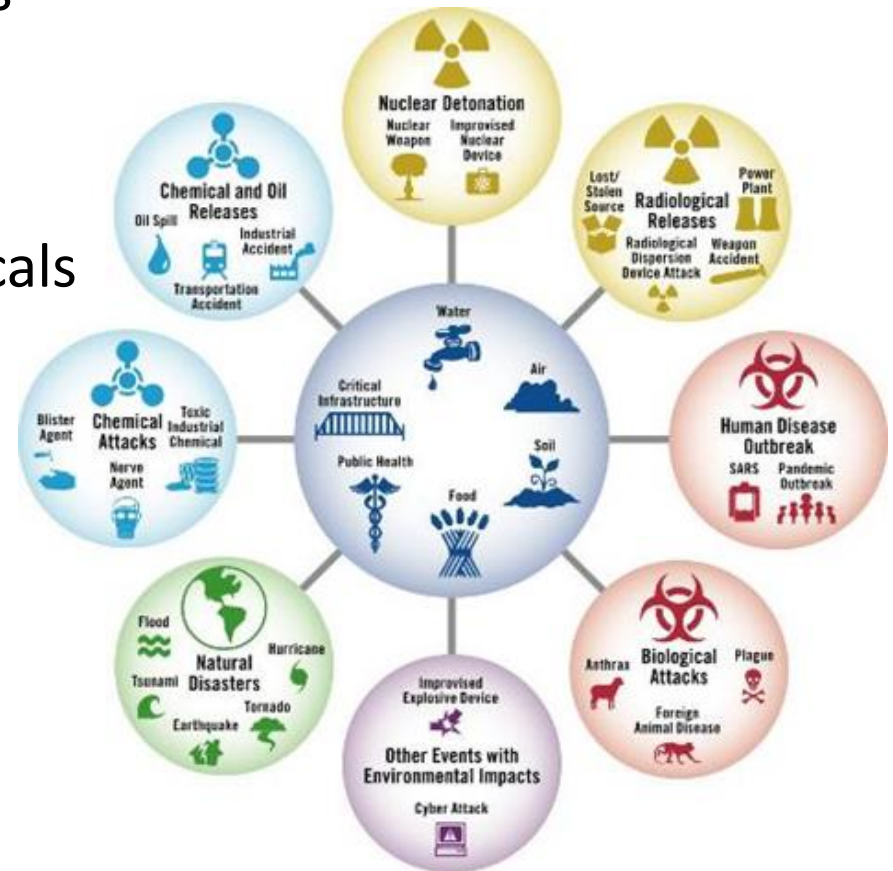 s
cals
Nuclear Detonation
Nuclear
Weapon
Improvised
Nuclear
Device
Chemical and Oil
Releases
Oil Spill
Industrial
Accident
Transportation
Accident
Lost/
Stolen
Source
Radiological
Releases
Power
Plant
Radiological
Dispersion
Device Attack
Weapon
Accident
Water
Air
Critical
Infrastructure
Soil
Public Health
Food
Blister
Agent
Chemical
Attacks
Toxic
Industrial
Chemical
Nerve
Agent
Human Disease
Outbreak
SARS
Pandemic
Outbreak
Flood
Natural
Disasters
Hurricane
Tsunami
Tornado
Earthquake
Anthrax
Biological
Attacks
Plague
Foreign
Animal Disease
Improvised
Explosive Device
Other Events with
Environmental Impacts
Cyber Attack